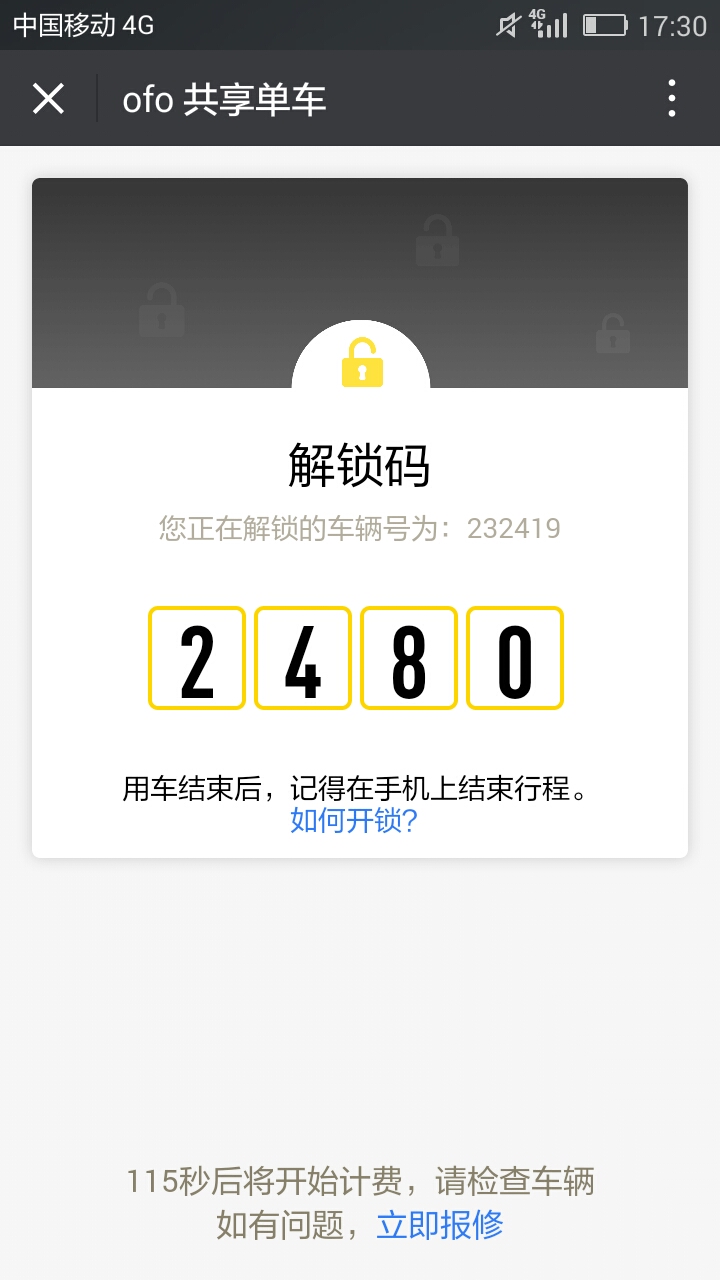 中国移动 4G
4G
17:30
ofo 共享单车
解锁码
您正在解锁的车辆号为：232419
2 4 8 0
用车结束后，记得在手机上结束行程。
如何开锁?
115秒后将开始计费，请检查车辆
如有问题，立即报修